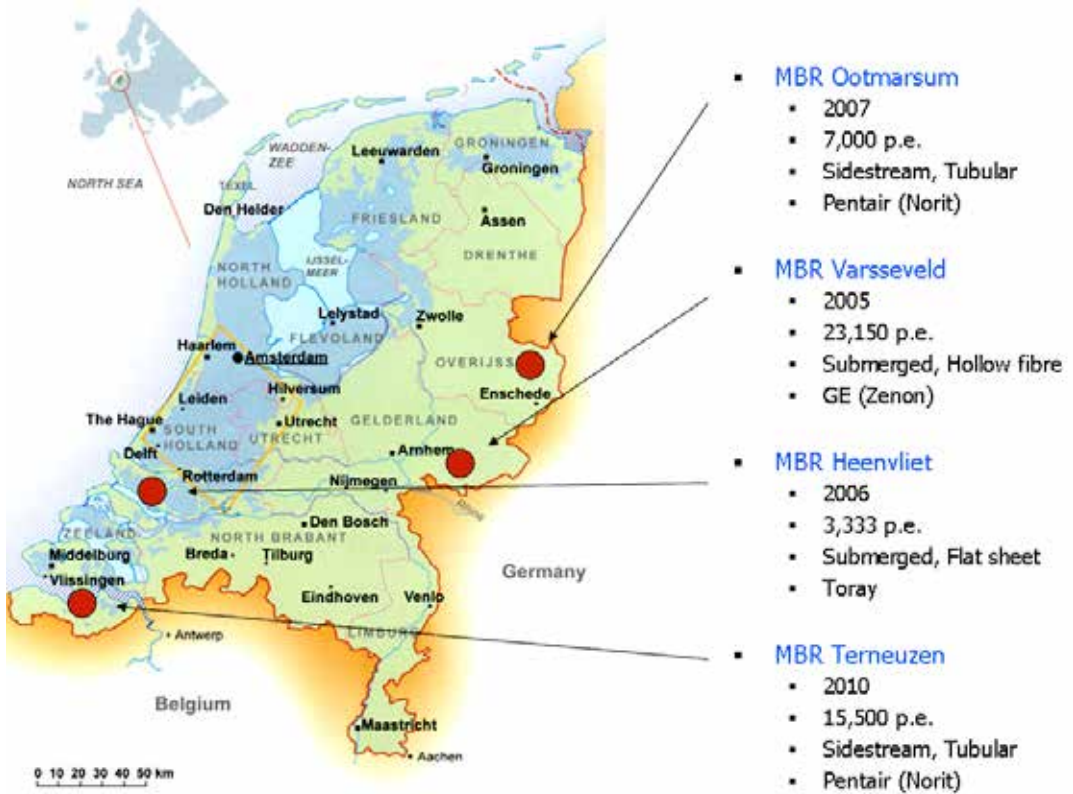 WADDEN-
ZEE
NORTH SEA
TEXEL
Den Helder
Leeuwarden
GRONINGEN
Groningen
FRIESLAND
Assen
DRENTHE
NORTH
HOLLAND
IJSSEL-
MEER
Lelystad
FLEVOLAND
Zwolle
Haarlem
Amsterdam
OVERIJSS
Enschede
Leiden
Hilversum
The Hague
SOUTH
HOLLAND
Utrecht
UTRECHT
GELDERLAND
Delft
Arnhem
Rotterdam
Nijmegen
ZEELAND
Den Bosch
NORTH BRABANT
Middelburg
Breda
Tilburg
Vlissingen
Eindhoven
Venlo
Germany
LIMBURG
Antwerp
Belgium
Maastricht
Aachen
0 10 20 30 40 50 km
▪ MBR Ootmarsum
▪ 2007
▪ 7,000 p.e.
▪ Sidestream, Tubular
▪ Pentair (Norit)
▪ MBR Varsseveld
▪ 2005
▪ 23,150 p.e.
▪ Submerged, Hollow fibre
▪ GE (Zenon)
▪ MBR Heenvliet
▪ 2006
▪ 3,333 p.e.
▪ Submerged, Flat sheet
▪ Toray
▪ MBR Terneuzen
▪ 2010
▪ 15,500 p.e.
▪ Sidestream, Tubular
▪ Pentair (Norit)